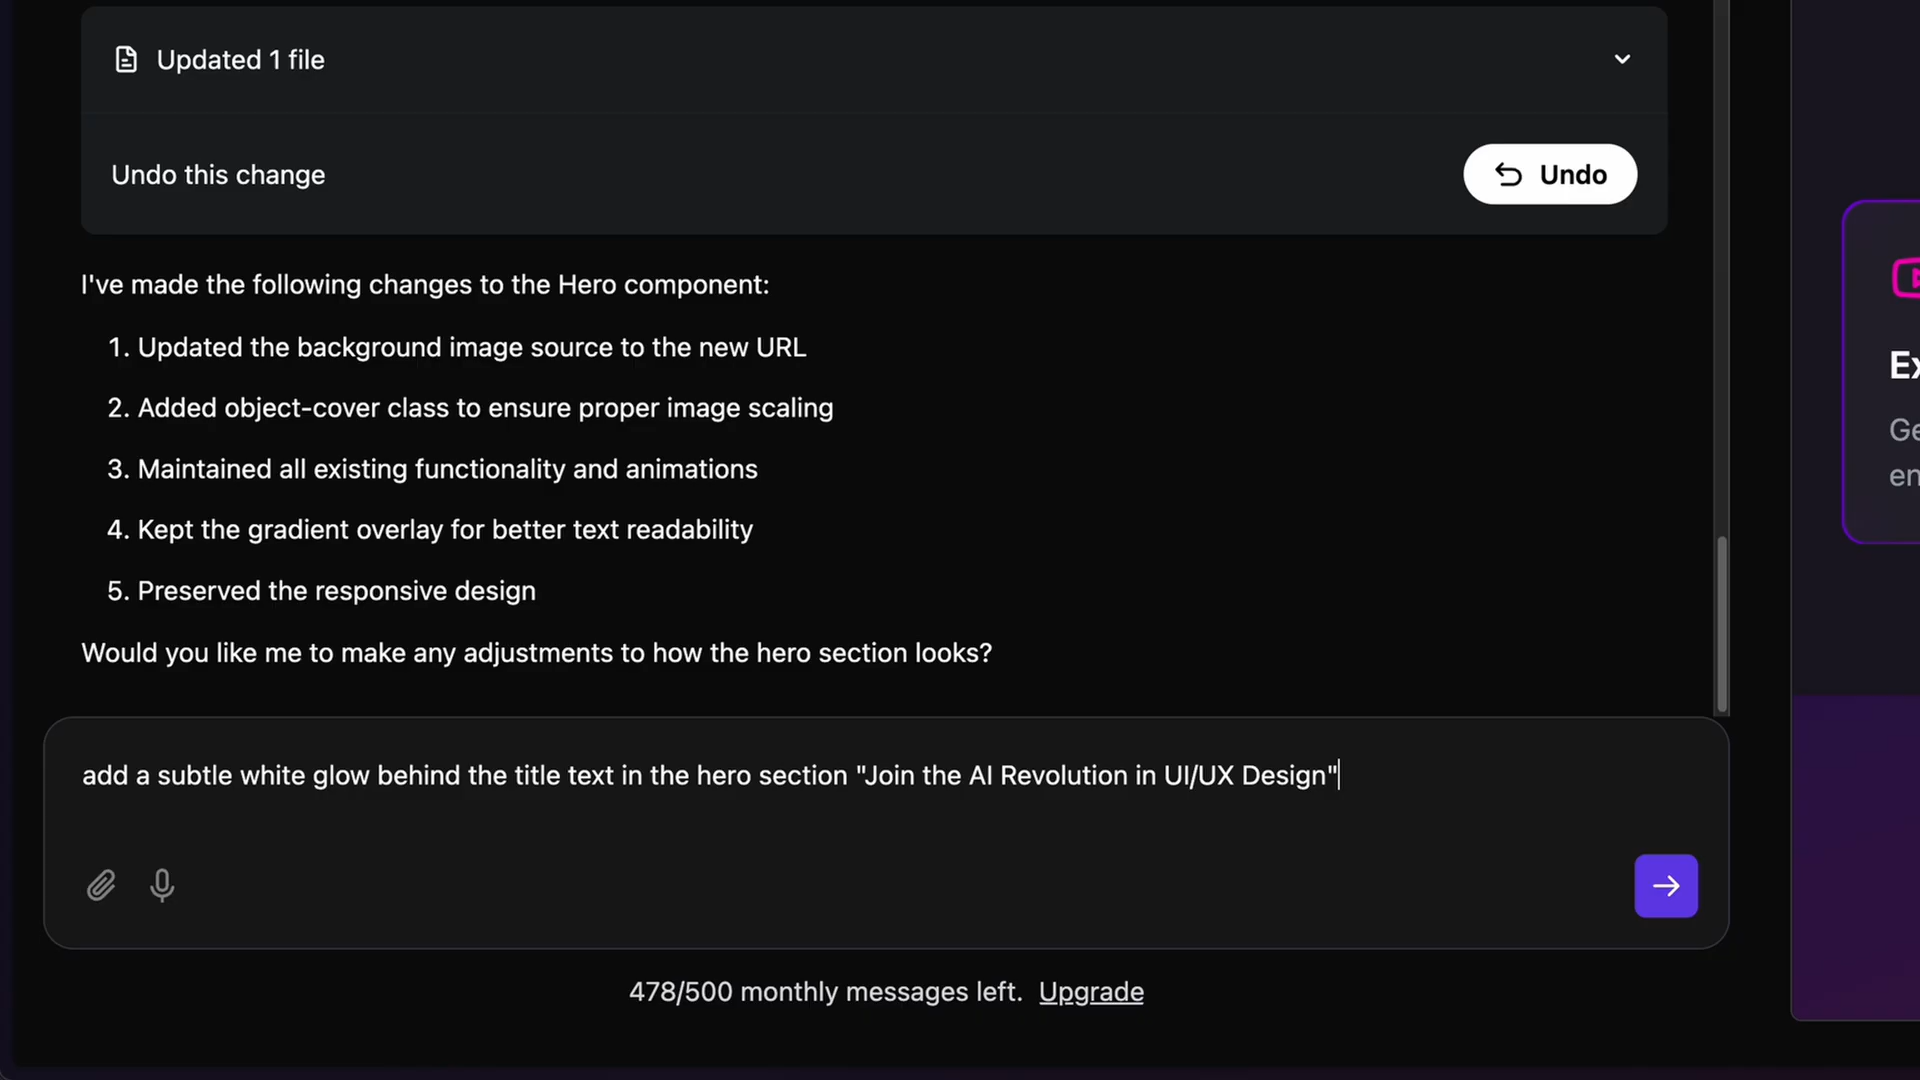 Updated 1 file
Undo this change
Undo
I've made the following changes to the Hero component:
1. Updated the background image source to the new URL
2. Added object-cover class to ensure proper image scaling
3. Maintained all existing functionality and animations
4. Kept the gradient overlay for better text readability
5. Preserved the responsive design
Would you like me to make any adjustments to how the hero section looks?
add a subtle white glow behind the title text in the hero section "Join the AI Revolution in UI/UX Design"
478/500 monthly messages left. Upgrade